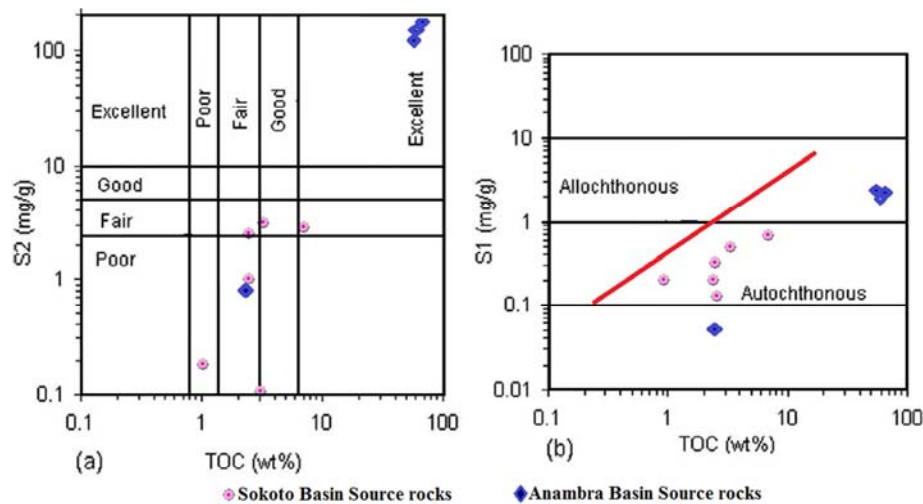 100
10
1
0.1
S2 (mg/g)
Excellent
Good
Fair
Poor
Poor
Fair
Good
Excellent
0.1
1
10
100
(a)
TOC (wt%)
100
10
1
0.1
0.01
S1 (mg/g)
Allochthonous
Autochthonous
0.1
1
10
100
(b)
TOC (wt%)
Sokoto Basin Source rocks
Anambra Basin Source rocks